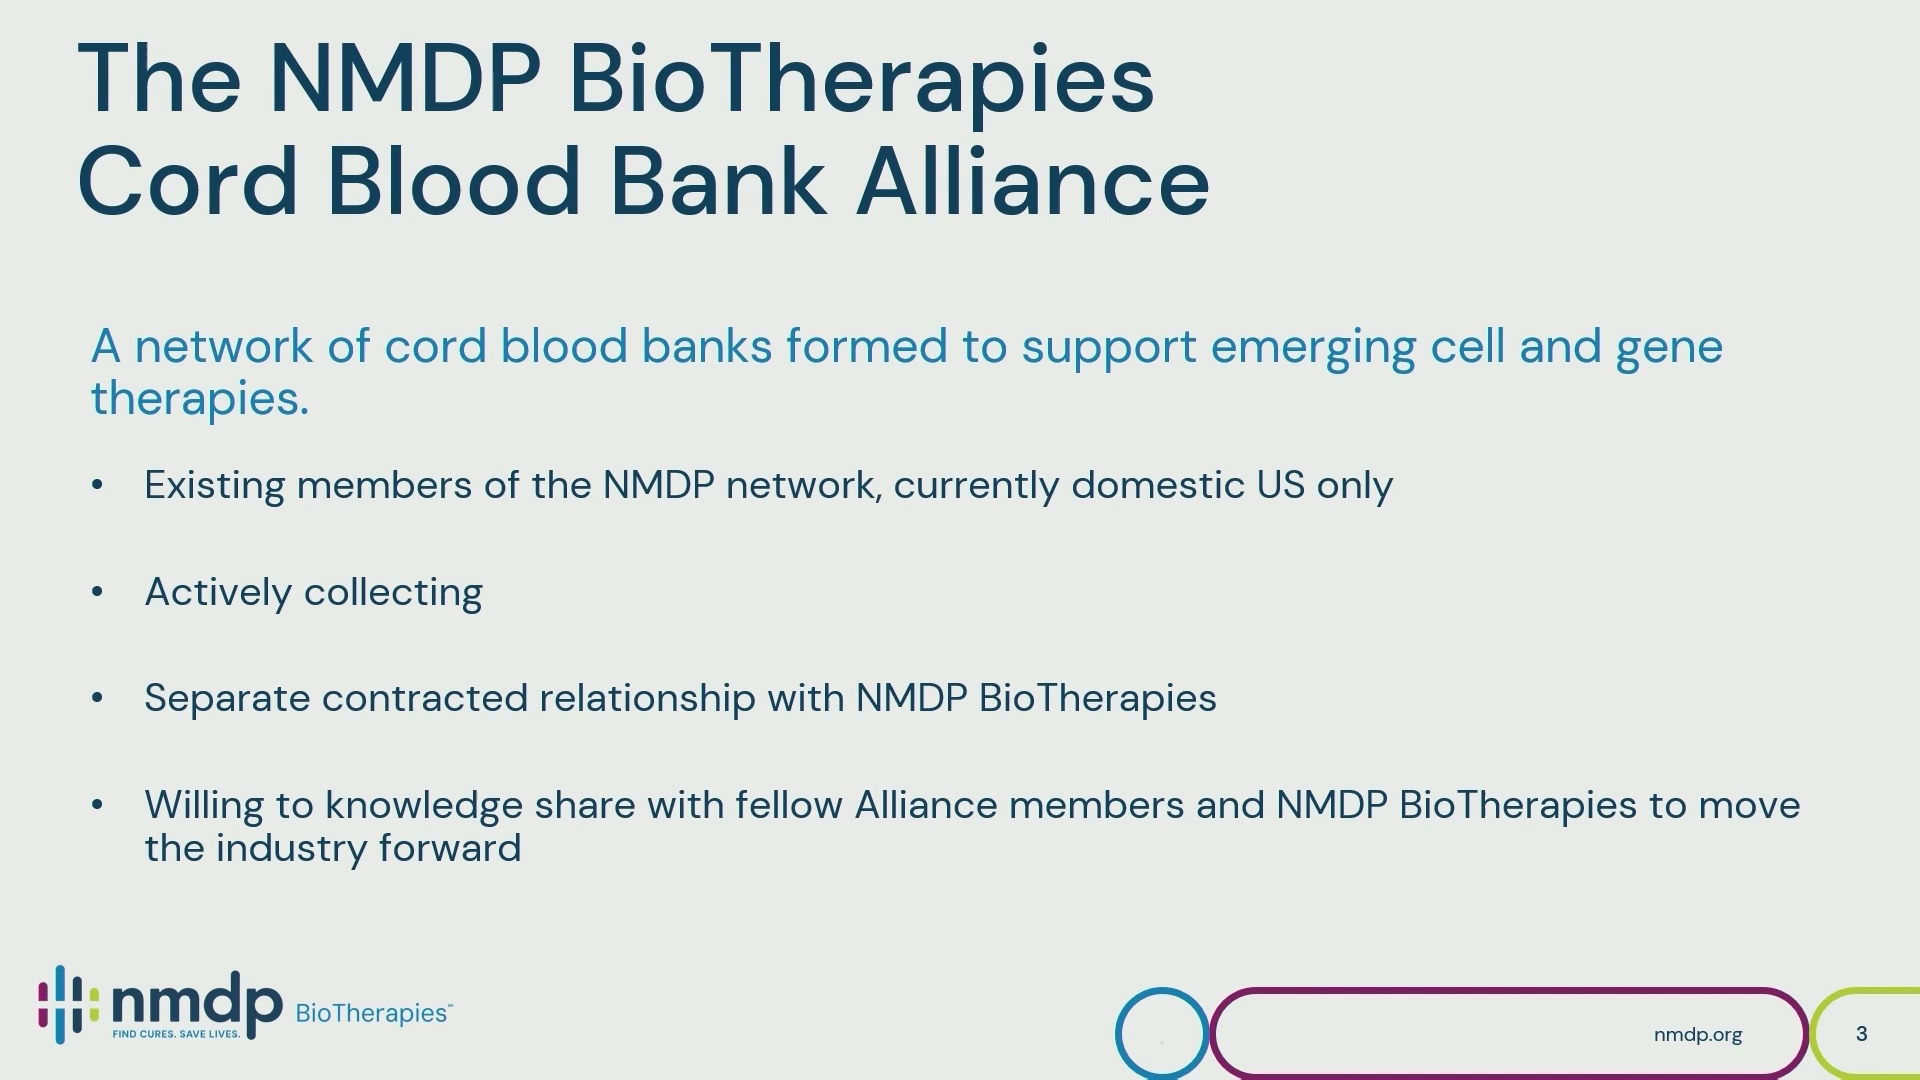 The NMDP BioTherapies
Cord Blood Bank Alliance
A network of cord blood banks formed to support emerging cell and gene
therapies.
• Existing members of the NMDP network, currently domestic US only
• Actively collecting
• Separate contracted relationship with NMDP BioTherapies
• Willing to knowledge share with fellow Alliance members and NMDP BioTherapies to move
the industry forward
nmdp BioTherapies™
FIND CURES. SAVE LIVES.
nmdp.org
3